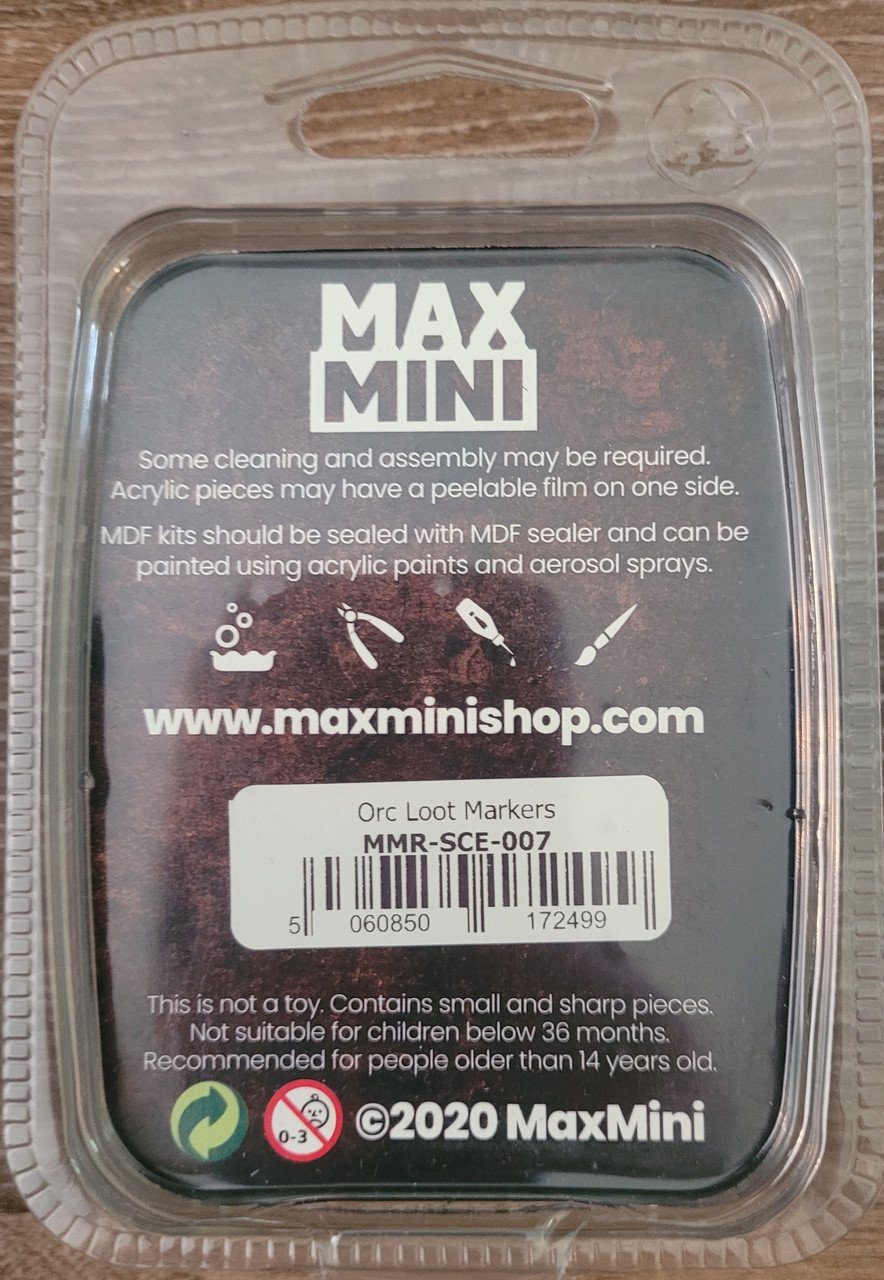 MAX
MINI
Some cleaning and assembly may be required.
Acrylic pieces may have a peelable film on one side.
MDF kits should be sealed with MDF sealer and can be
painted using acrylic paints and aerosol sprays.
www.maxminishop.com
Orc Loot Markers
MMR-SCE-007
5 060850 172499
This is not a toy. Contains small and sharp pieces.
Not suitable for children below 36 months.
Recommended for people older than 14 years old.
0-3 ©2020 MaxMini